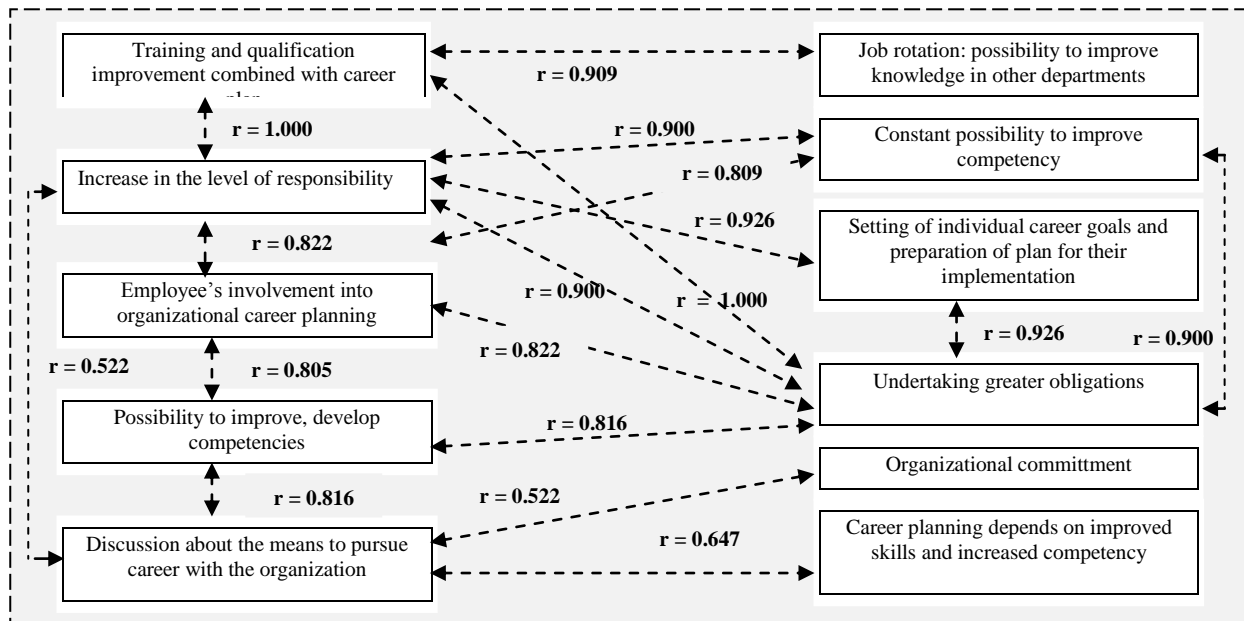 Training and qualification
improvement combined with career
plan
r = 1.000
Increase in the level of responsibility
r = 0.822
Employee's involvement into
organizational career planning
r = 0.522
r = 0.805
Possibility to improve, develop
competencies
r = 0.816
Discussion about the means to pursue
career with the organization
r = 0.909
r = 0.900
r = 0.809
r = 0.926
r = 0.900
r = 1.000
r = 0.822
r = 0.816
r = 0.522
r = 0.647
Job rotation: possibility to improve
knowledge in other departments
Constant possibility to improve
competency
Setting of individual career goals and
preparation of plan for their
implementation
r = 0.926
r = 0.900
Undertaking greater obligations
Organizational committment
Career planning depends on improved
skills and increased competency